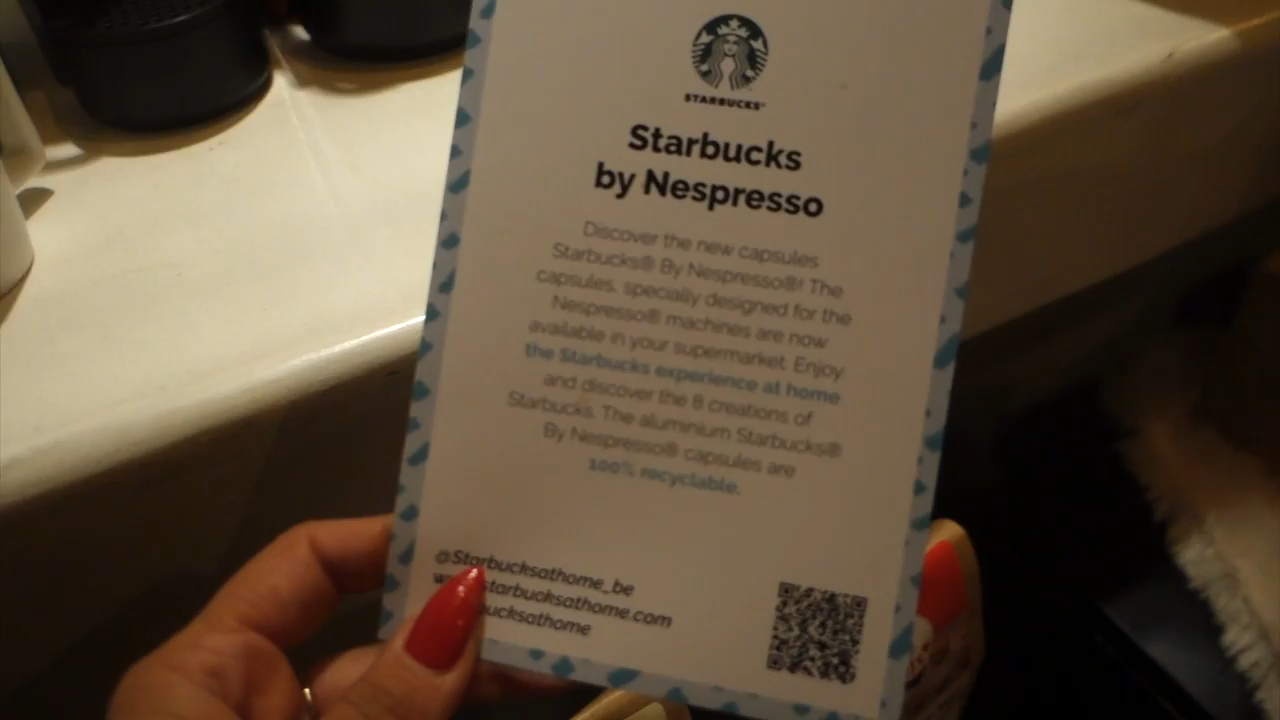 STARBUCKS®
Starbucks
by Nespresso
Discover the new capsules
Starbucks® By Nespresso®! The
capsules, specially designed for the
Nespresso® machines are now
available in your supermarket. Enjoy
the Starbucks experience at home
and discover the 8 creations of
Starbucks. The aluminium Starbucks®
By Nespresso® capsules are
100% recyclable.
@Starbucksathome_be
starbucksathome.com
bucksathome